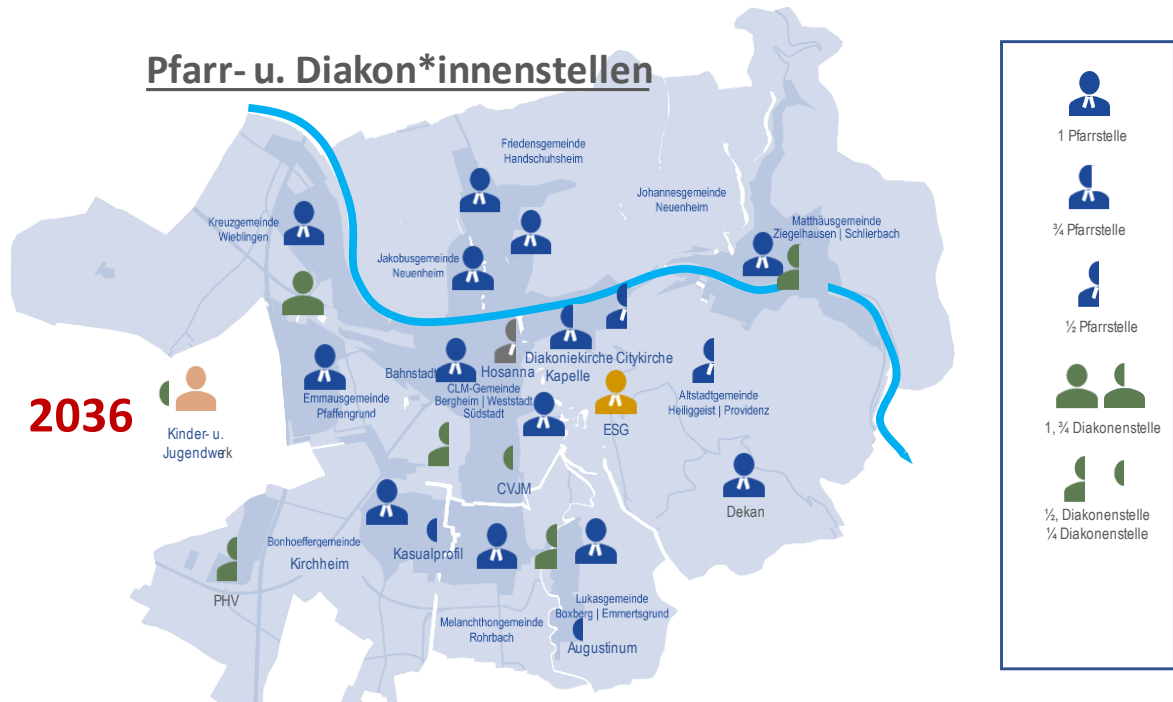 Pfarr- u. Diakon*innenstellen
Friedensgemeinde
Handschuhsheim
Johannesgemeinde
Neuenheim
Kreuzgemeinde
Wieblingen
Matthäusgemeinde
Ziegelhausen | Schlierbach
Jakobusgemeinde
Neuenheim
Bahnstadt
Hosanna
Diakoniekirche Citykirche
Kapelle
CLM-Gemeinde
Bergheim | Weststadt
Südstadt
Emmausgemeinde
Pfaffengrund
Altstadtgemeinde
Heiliggeist | Providenz
ESG
2036
Kinder- u.
Jugendwerk
CVJM
Dekan
Bonhoeffergemeinde
Kirchheim
Kasualprofil
PHV
Lukasgemeinde
Boxberg | Emmertsgrund
Melanchthongemeinde
Rohrbach
Augustinum
1 Pfarrstelle
¾ Pfarrstelle
½ Pfarrstelle
1, ¾ Diakonenstelle
½, Diakonenstelle
¼ Diakonenstelle